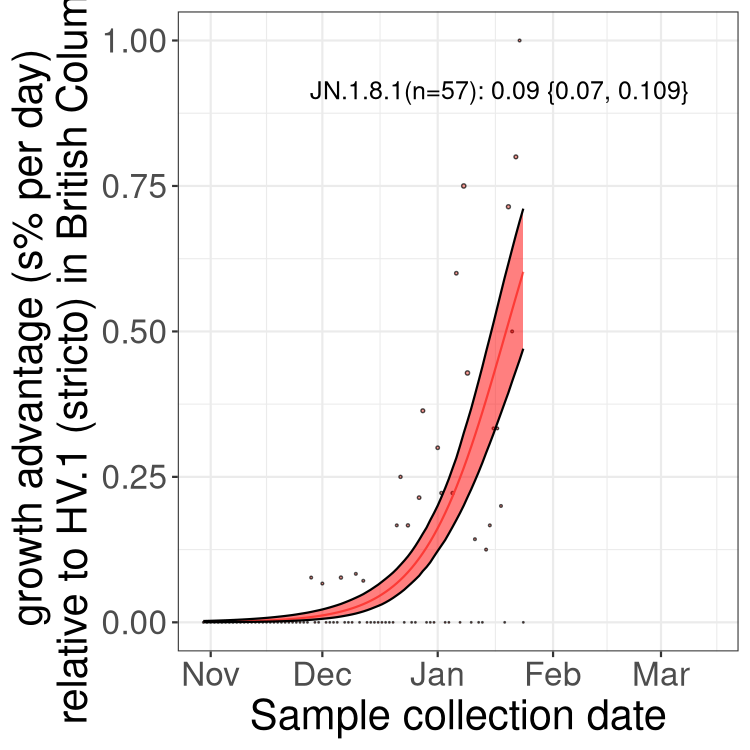 growth advantage (s% per day)
relative to HV.1 (stricto) in British Colum
1.00
0.75
0.50
0.25
0.00
JN.1.8.1(n=57): 0.09 {0.07, 0.109}
Nov Dec Jan Feb Mar
Sample collection date